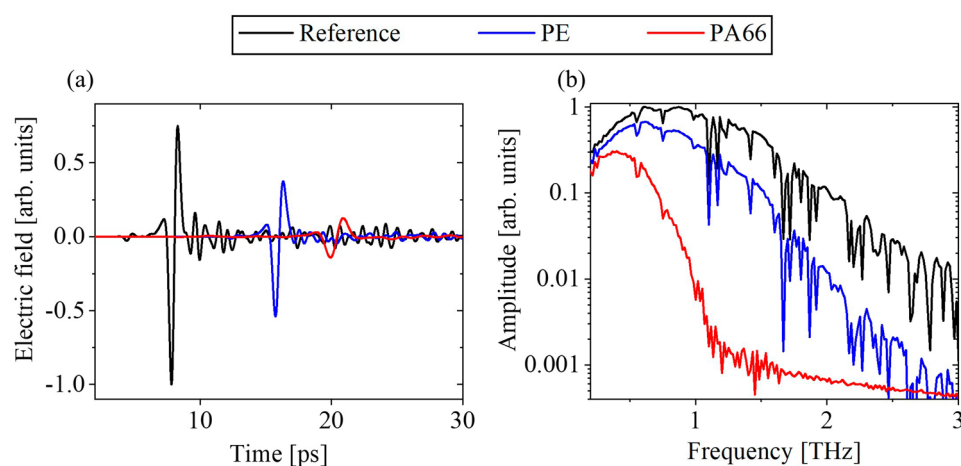 Reference PE PA66
(a)
Electric field [arb. units]
0.5
0.0
-0.5
-1.0
10 20 30
Time [ps]
(b)
Amplitude [arb. units]
1
0.1
0.01
0.001
1 2 3
Frequency [THz]